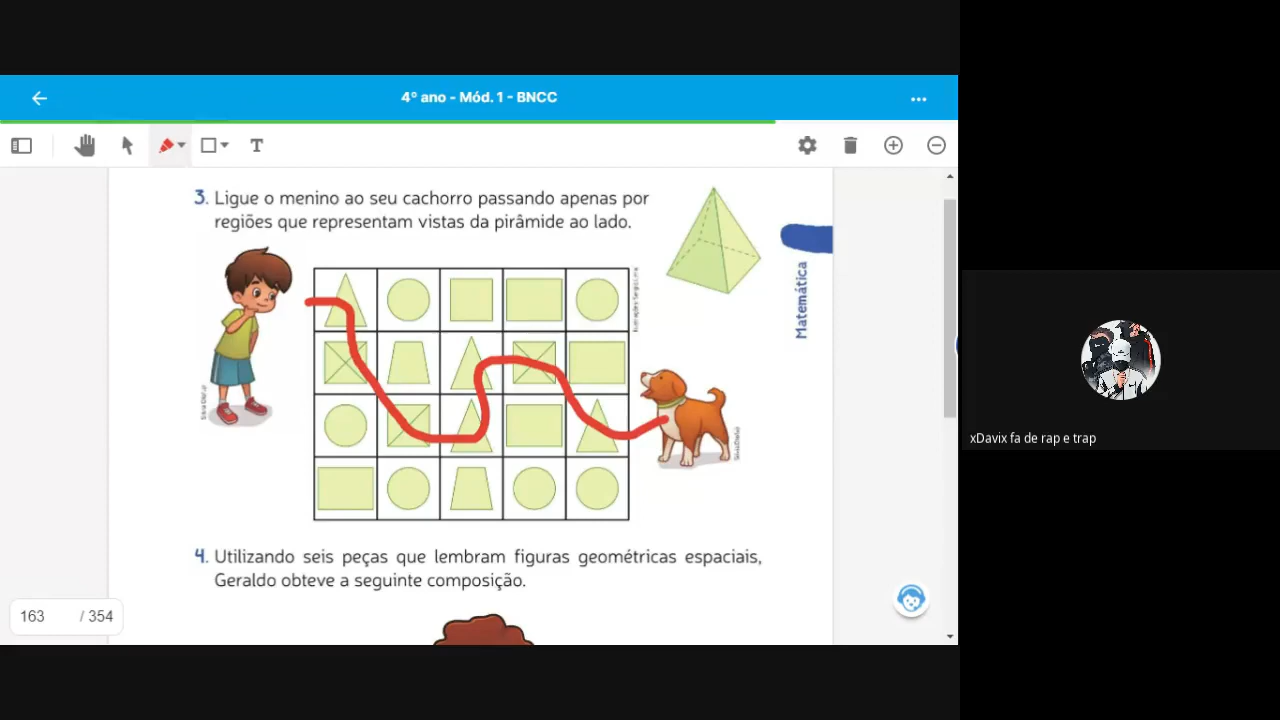 4º ano - Mód. 1 - BNCC
T
3. Ligue o menino ao seu cachorro passando apenas por
regiões que representam vistas da pirâmide ao lado.
Matemática
4. Utilizando seis peças que lembram figuras geométricas espaciais,
Geraldo obteve a seguinte composição.
163 / 354
xDavix fa de rap e trap